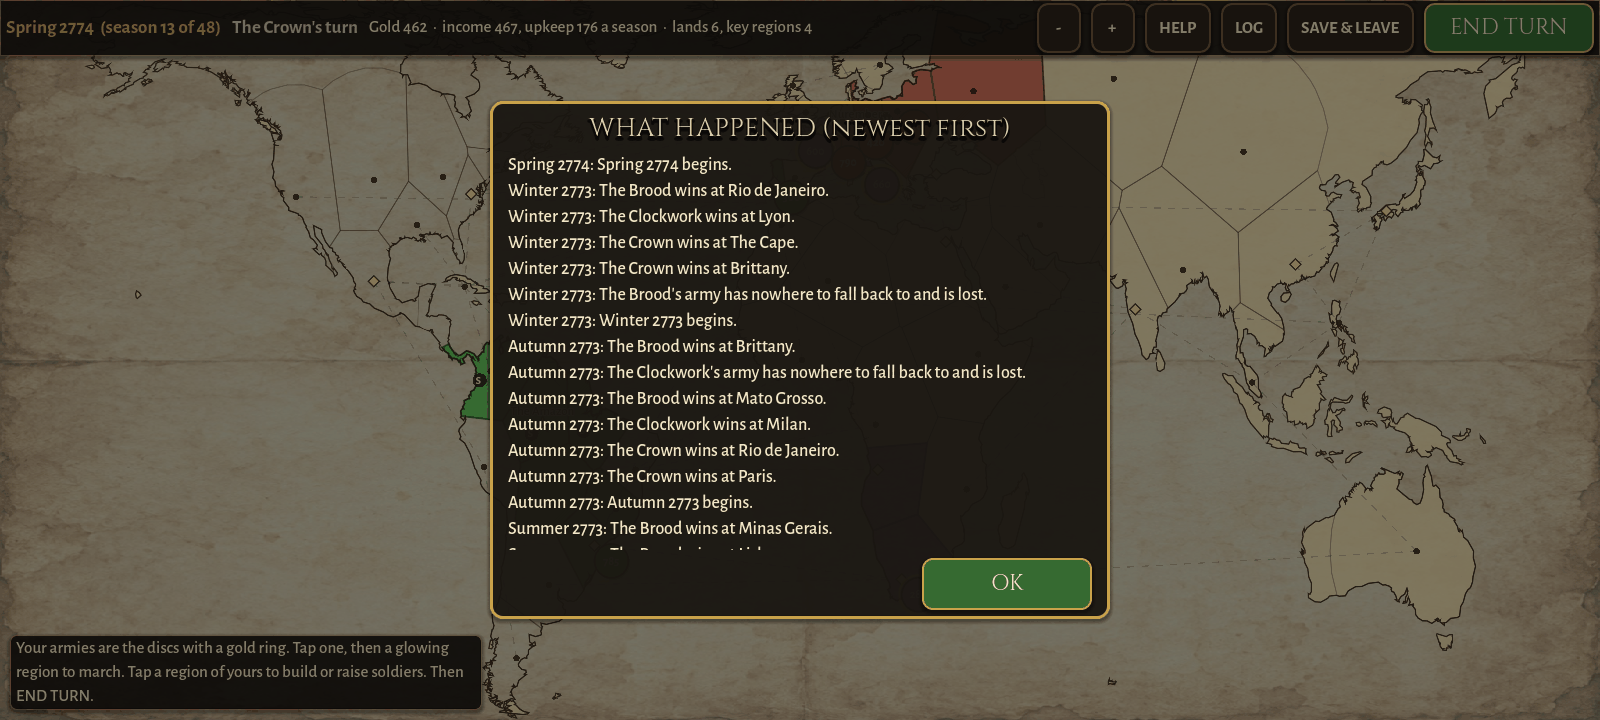 Spring 2774 (season 13 of 48) The Crown's turn Gold 462 · income 467, upkeep 176 a season · lands 6, key regions 4
- + HELP LOG SAVE & LEAVE END TURN
WHAT HAPPENED (NEWEST FIRST)
Spring 2774: Spring 2774 begins.
Winter 2773: The Brood wins at Rio de Janeiro.
Winter 2773: The Clockwork wins at Lyon.
Winter 2773: The Crown wins at The Cape.
Winter 2773: The Crown wins at Brittany.
Winter 2773: The Brood's army has nowhere to fall back to and is lost.
Winter 2773: Winter 2773 begins.
Autumn 2773: The Brood wins at Brittany.
Autumn 2773: The Clockwork's army has nowhere to fall back to and is lost.
Autumn 2773: The Brood wins at Mato Grosso.
Autumn 2773: The Clockwork wins at Milan.
Autumn 2773: The Crown wins at Rio de Janeiro.
Autumn 2773: The Crown wins at Paris.
Autumn 2773: Autumn 2773 begins.
Summer 2773: The Brood wins at Minas Gerais.
S
OK
Your armies are the discs with a gold ring. Tap one, then a glowing
region to march. Tap a region of yours to build or raise soldiers. Then
END TURN.